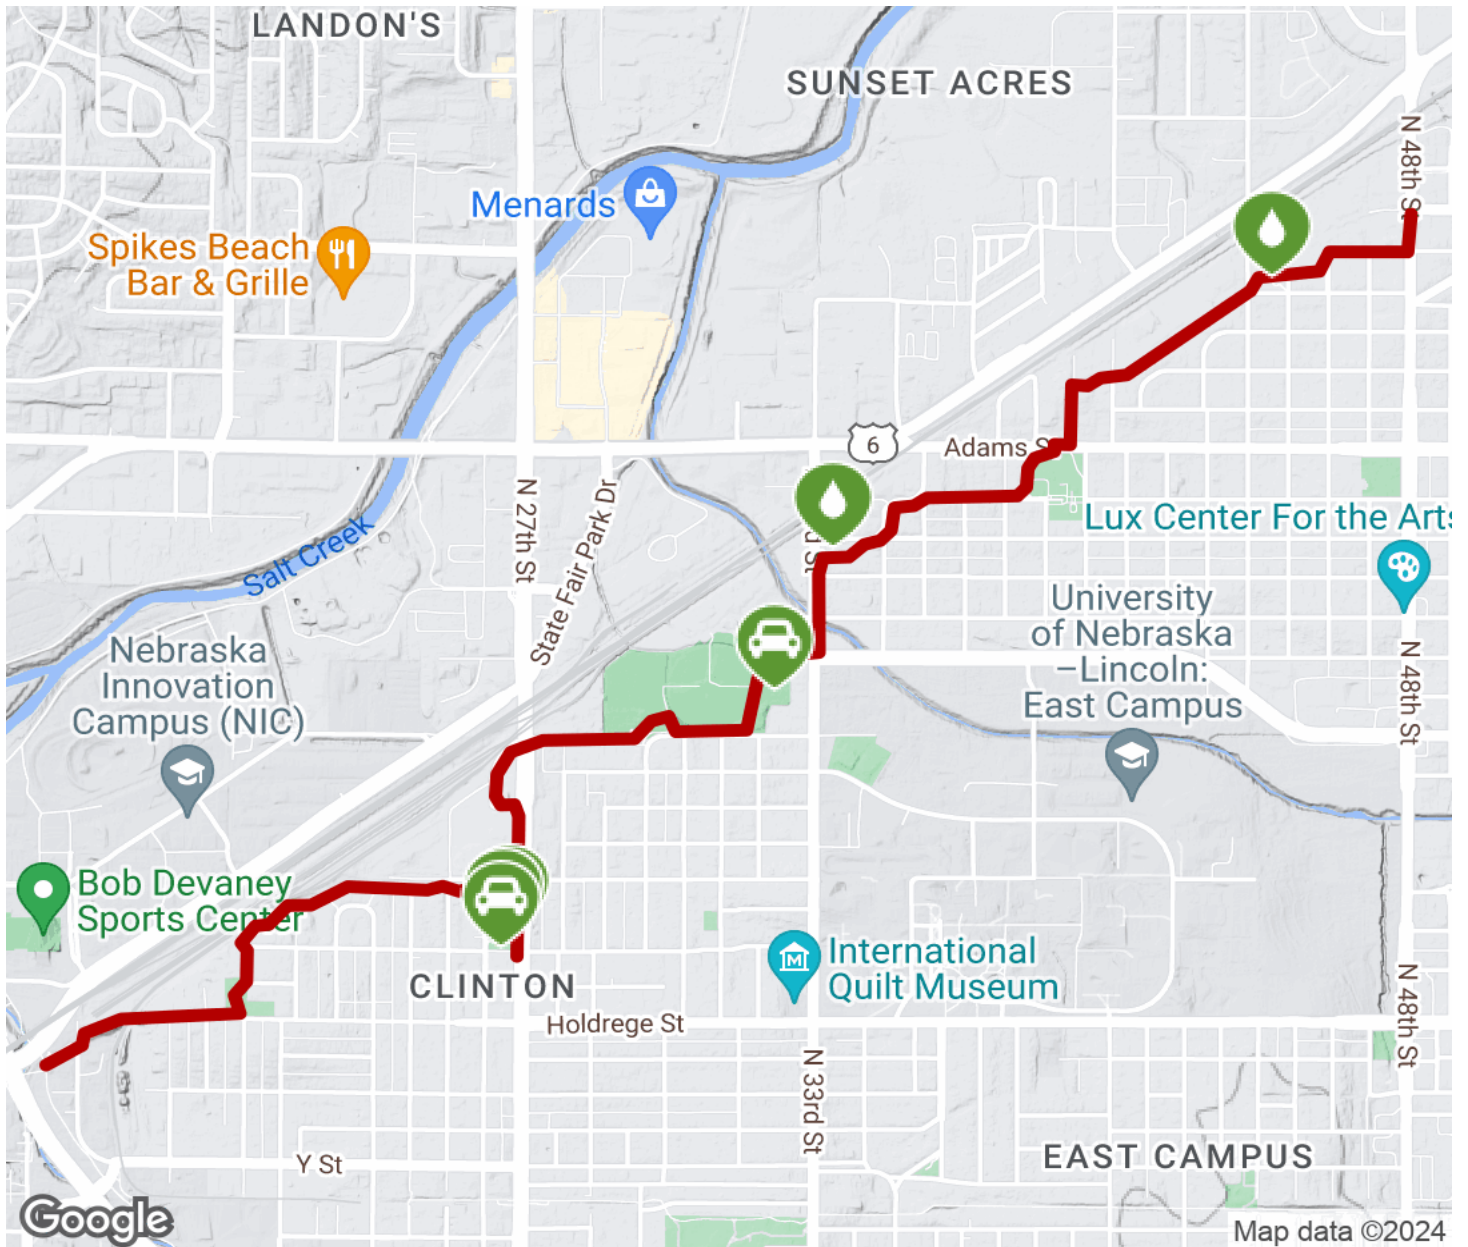 LANDON'S
SUNSET ACRES
N 48th St
Menards
Spikes Beach
Bar & Grille
6
Adams S
N 27th St
State Fair Park Dr
Salt Creek
Lux Center For the Arts
University
of Nebraska
–Lincoln:
East Campus
N 48th St
Nebraska
Innovation
Campus (NIC)
Bob Devaney
Sports Center
International
Quilt Museum
M
CLINTON
Holdrege St
N 48th St
N 33rd St
Y St
EAST CAMPUS
Google
Map data ©2024